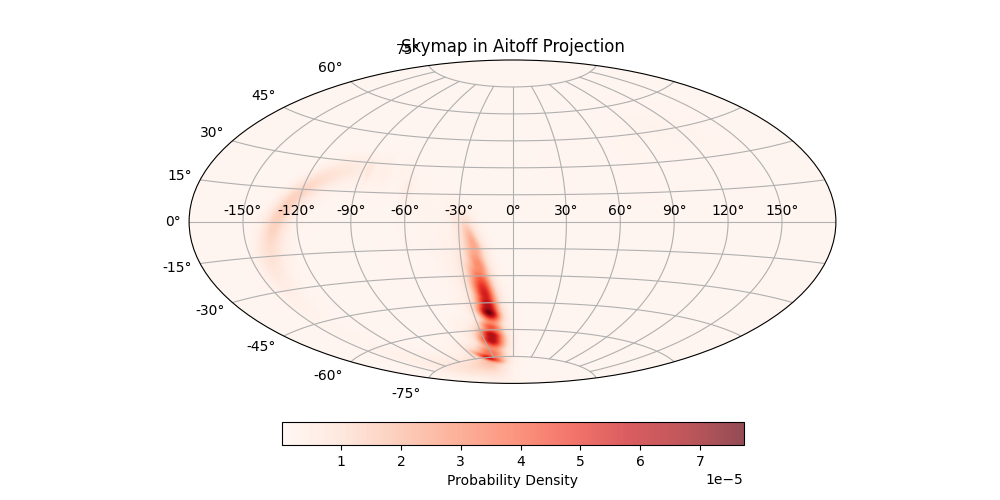 Skymap in Aitoff Projection
75°
60°
45°
30°
15°
-150° -120° -90° -60° -30° 0° 30° 60° 90° 120° 150°
0°
-15°
-30°
-45°
-60°
-75°
1 2 3 4 5 6 7
1e−5
Probability Density